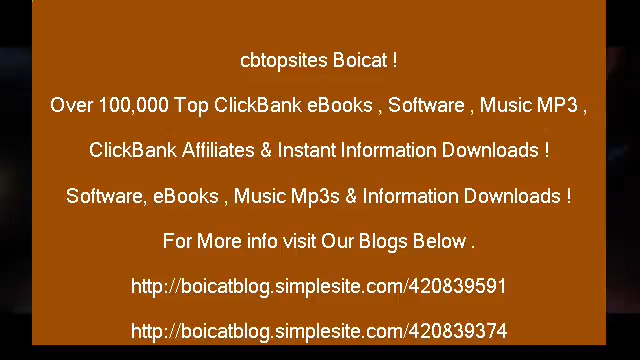 cbtopsites Boicat !
Over 100,000 Top ClickBank eBooks , Software , Music MP3 ,
ClickBank Affiliates & Instant Information Downloads !
Software, eBooks , Music Mp3s & Information Downloads !
For More info visit Our Blogs Below .
http://boicatblog.simplesite.com/420839591
http://boicatblog.simplesite.com/420839374